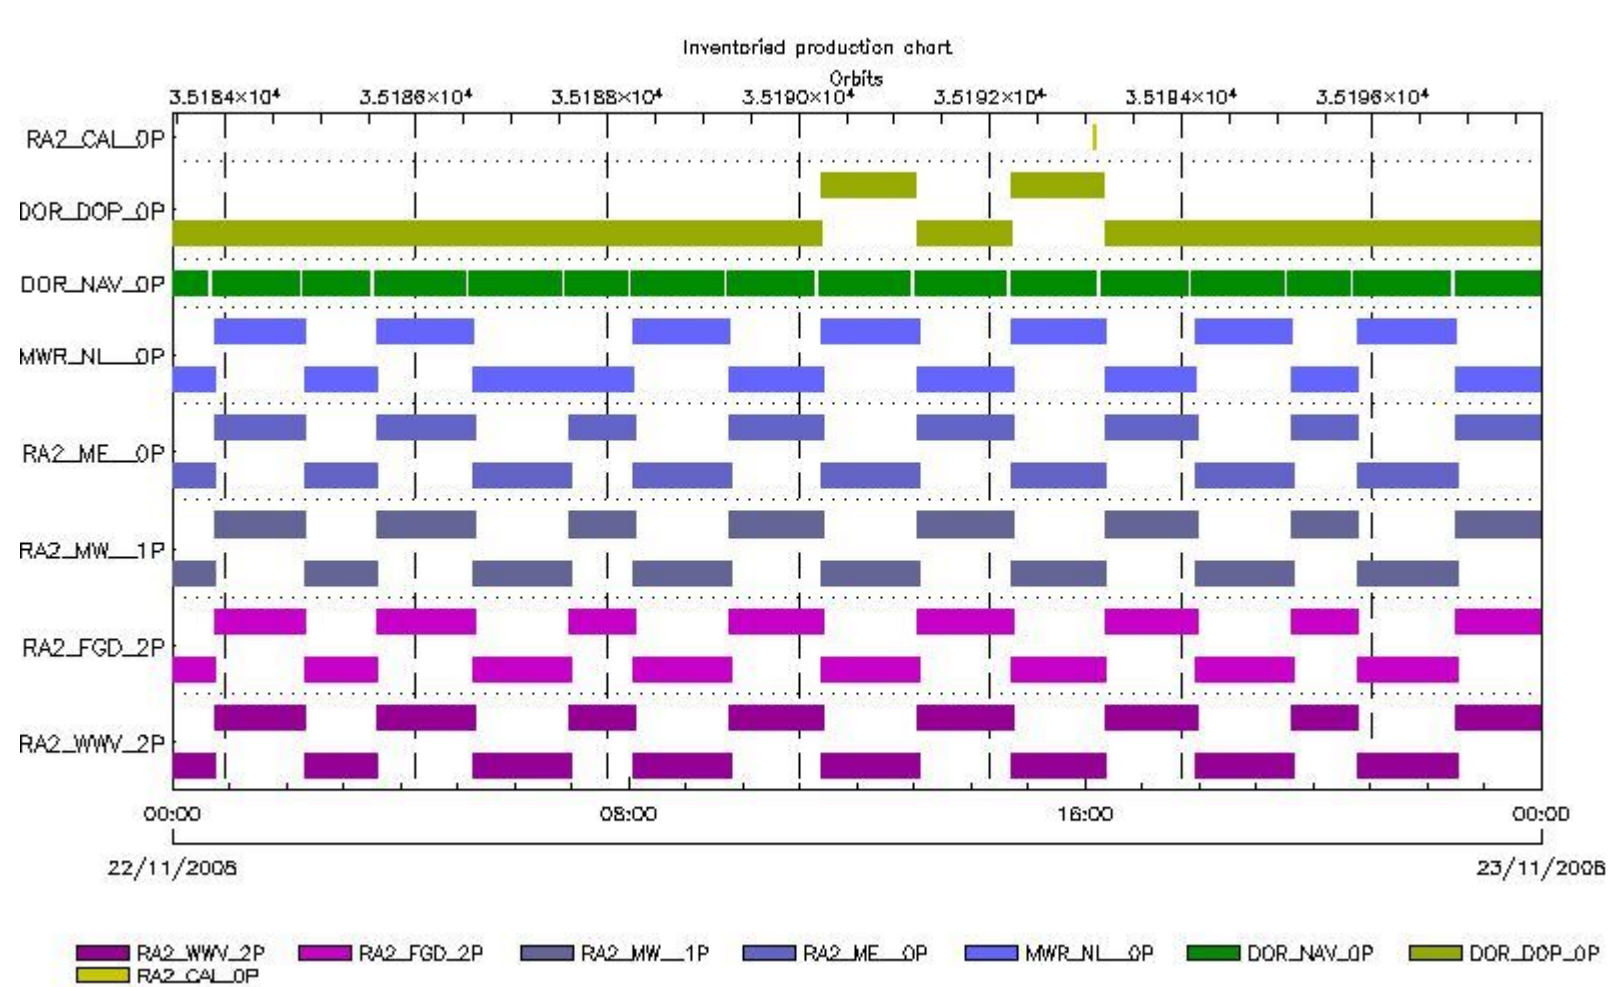 Inventoried production chart
Orbits
3.5184×10⁴ 3.5186×10⁴ 3.5188×10⁴ 3.5190×10⁴ 3.5192×10⁴ 3.5194×10⁴ 3.5196×10⁴
RA2_CAL_0P
DOR_DOP_0P
DOR_NAV_0P
MWR_NL__0P
RA2_ME__0P
RA2_MW__1P
RA2_FGD_2P
RA2_WWV_2P
00:00 08:00 16:00 00:00
22/11/2008 23/11/2008
RA2_WWV_2P RA2_FGD_2P RA2_MW__1P RA2_ME__0P MWR_NL__0P DOR_NAV_0P DOR_DOP_0P
RA2_CAL_0P